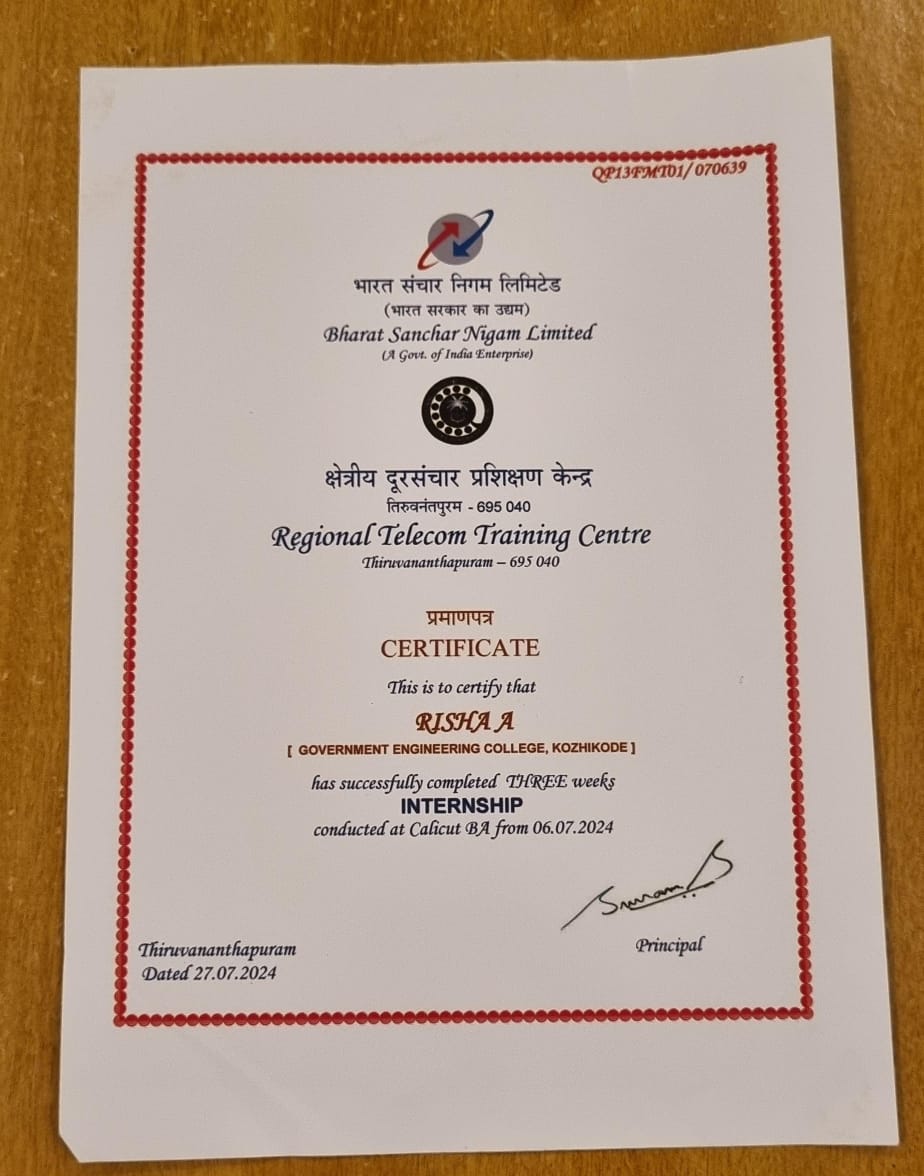 QP13FMT01/ 070639
भारत संचार निगम लिमिटेड
(भारत सरकार का उद्यम)
Bharat Sanchar Nigam Limited
(A Govt. of India Enterprise)
क्षेत्रीय दूरसंचार प्रशिक्षण केन्द्र
तिरुवनंतपुरम - 695 040
Regional Telecom Training Centre
Thiruvananthapuram – 695 040
प्रमाणपत्र
CERTIFICATE
This is to certify that
RISHA A
[ GOVERNMENT ENGINEERING COLLEGE, KOZHIKODE ]
has successfully completed THREE weeks
INTERNSHIP
conducted at Calicut BA from 06.07.2024
Principal
Thiruvananthapuram
Dated 27.07.2024